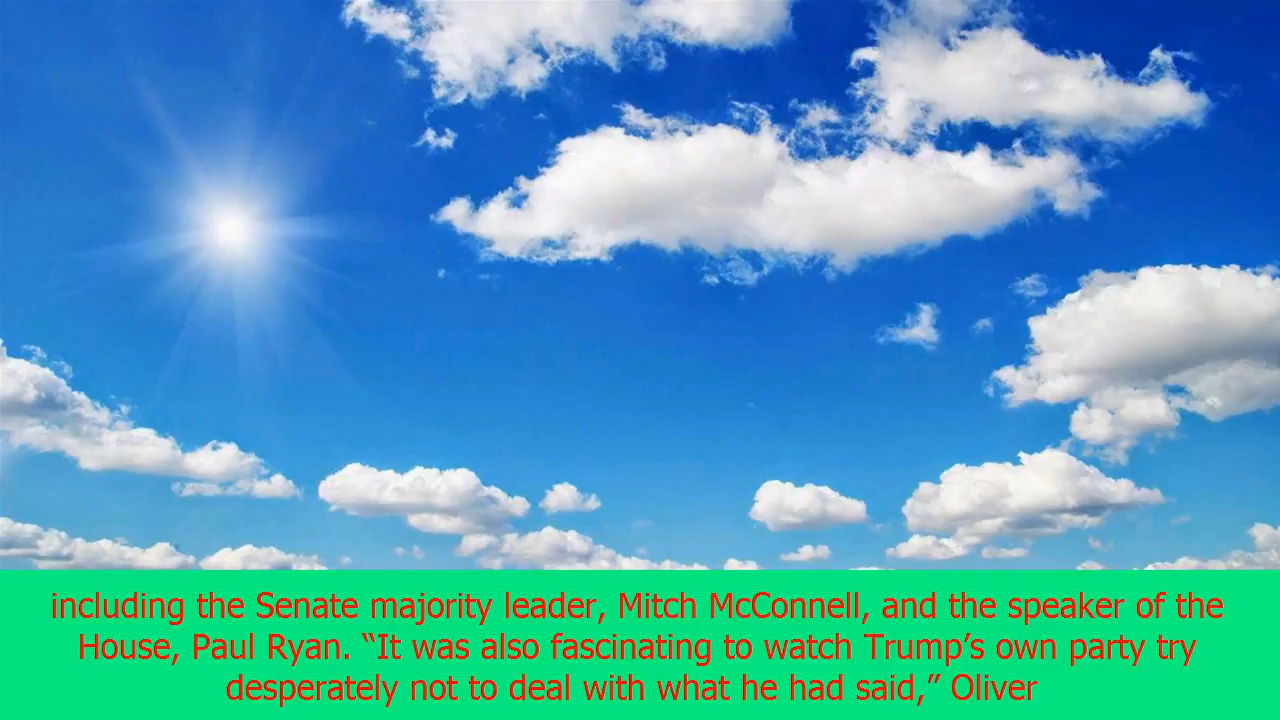 including the Senate majority leader, Mitch McConnell, and the speaker of the
House, Paul Ryan. “It was also fascinating to watch Trump’s own party try
desperately not to deal with what he had said,” Oliver